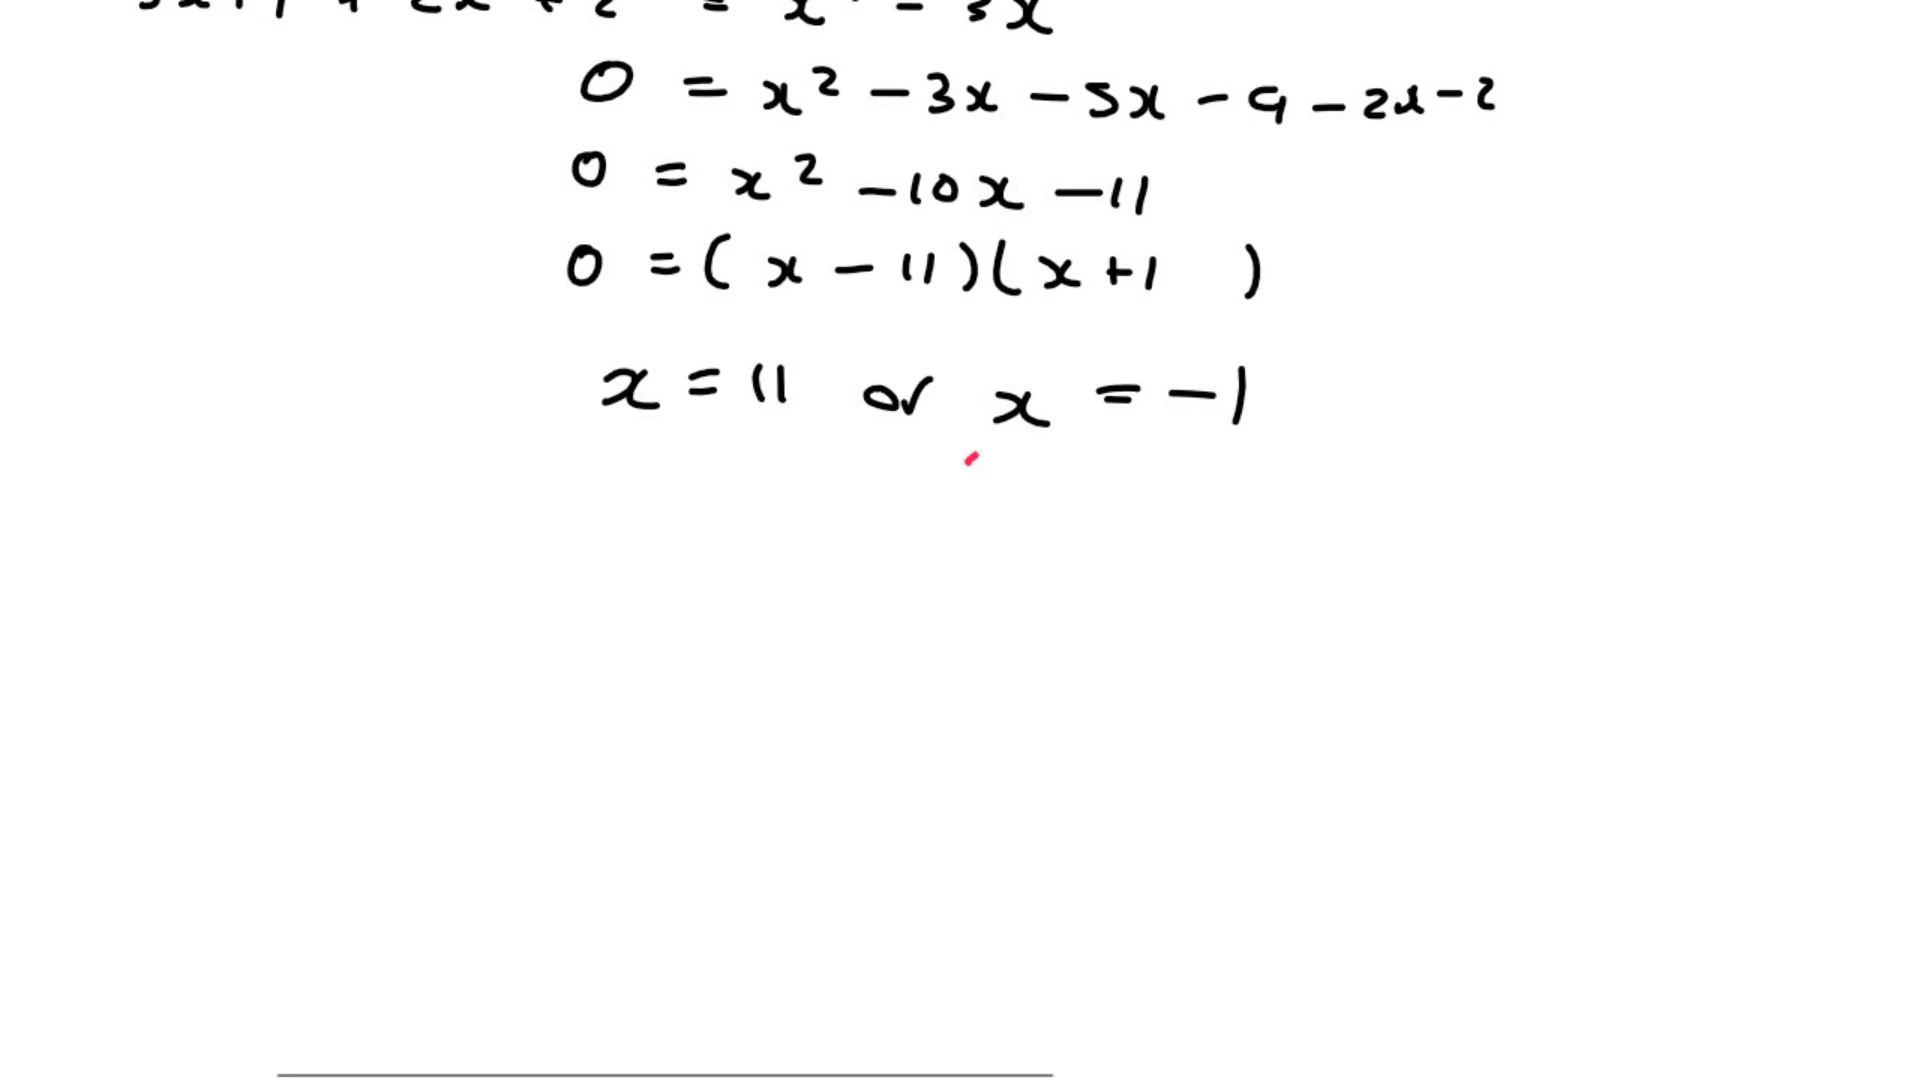 0 = x² - 3x - 5x - 9 - 2x - 2
0 = x² - 10x - 11
0 = (x - 11)(x + 1 )
x = 11 or x = -1